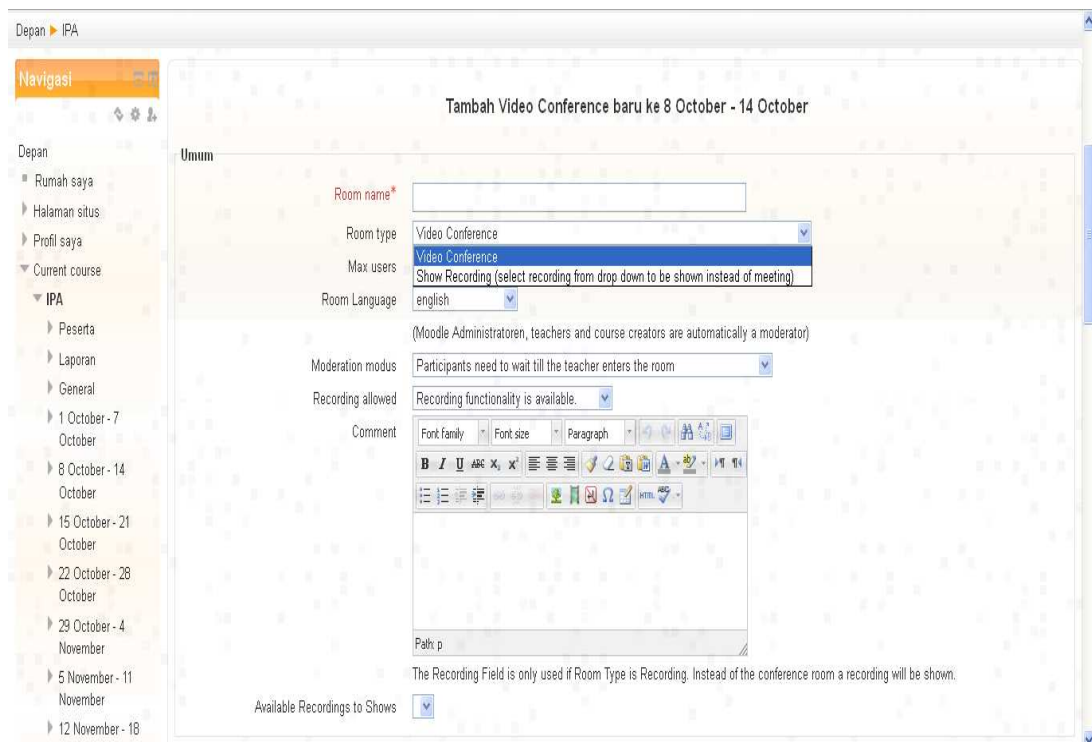 Depan IPA
Navigasi
Depan
Rumah saya
Halaman situs
Profil saya
Current course
IPA
Peserta
Laporan
General
1 October - 7
October
8 October - 14
October
15 October - 21
October
22 October - 28
October
29 October - 4
November
5 November - 11
November
12 November - 18
Tambah Video Conference baru ke 8 October - 14 October
Umum
Room name*
Room type Video Conference
Video Conference
Show Recording (select recording from drop down to be shown instead of meeting)
Max users
Room Language english
(Moodle Administratoren, teachers and course creators are automatically a moderator)
Moderation modus Participants need to wait till the teacher enters the room
Recording allowed Recording functionality is available.
Comment Font family Font size Paragraph
B I U ABC X₂ X² A ab
Ω HTML ABC
Path: p
The Recording Field is only used if Room Type is Recording. Instead of the conference room a recording will be shown.
Available Recordings to Shows